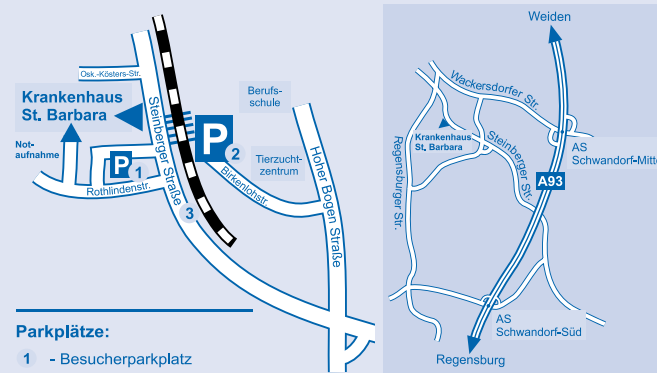 Osk.-Kösters-Str.
Krankenhaus
St. Barbara
Not-
aufnahme
P
1
Rothlindenstr.
Steinberger Straße
3
P
2
Birkenlohstr.
Berufs-
schule
Tierzucht-
zentrum
Hoher Bogen Straße
Parkplätze:
1 - Besucherparkplatz
Weiden
Wackersdorfer Str.
Krankenhaus
St. Barbara
Steinberger Str.
Regensburger Str.
AS
Schwandorf-Mitte
A93
AS
Schwandorf-Süd
Regensburg